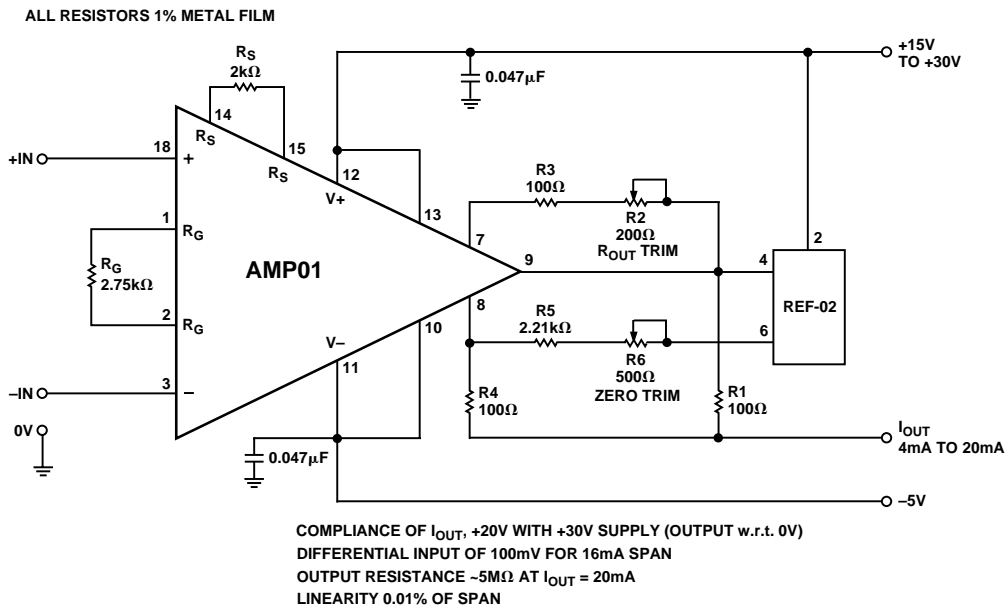 ALL RESISTORS 1% METAL FILM
+15V
TO +30V
RS
2kΩ
0.047µF
14
RS
15
RS
12
V+
13
+IN
18
+
R3
100Ω
R2
200Ω
ROUT TRIM
7
1
RG
RG
2.75kΩ
2
RG
AMP01
9
4
2
REF-02
6
8
R5
2.21kΩ
R6
500Ω
ZERO TRIM
10
V–
11
–IN
3
–
R4
100Ω
R1
100Ω
0V
0.047µF
IOUT
4mA TO 20mA
–5V
COMPLIANCE OF IOUT, +20V WITH +30V SUPPLY (OUTPUT w.r.t. 0V)
DIFFERENTIAL INPUT OF 100mV FOR 16mA SPAN
OUTPUT RESISTANCE ~5MΩ AT IOUT = 20mA
LINEARITY 0.01% OF SPAN